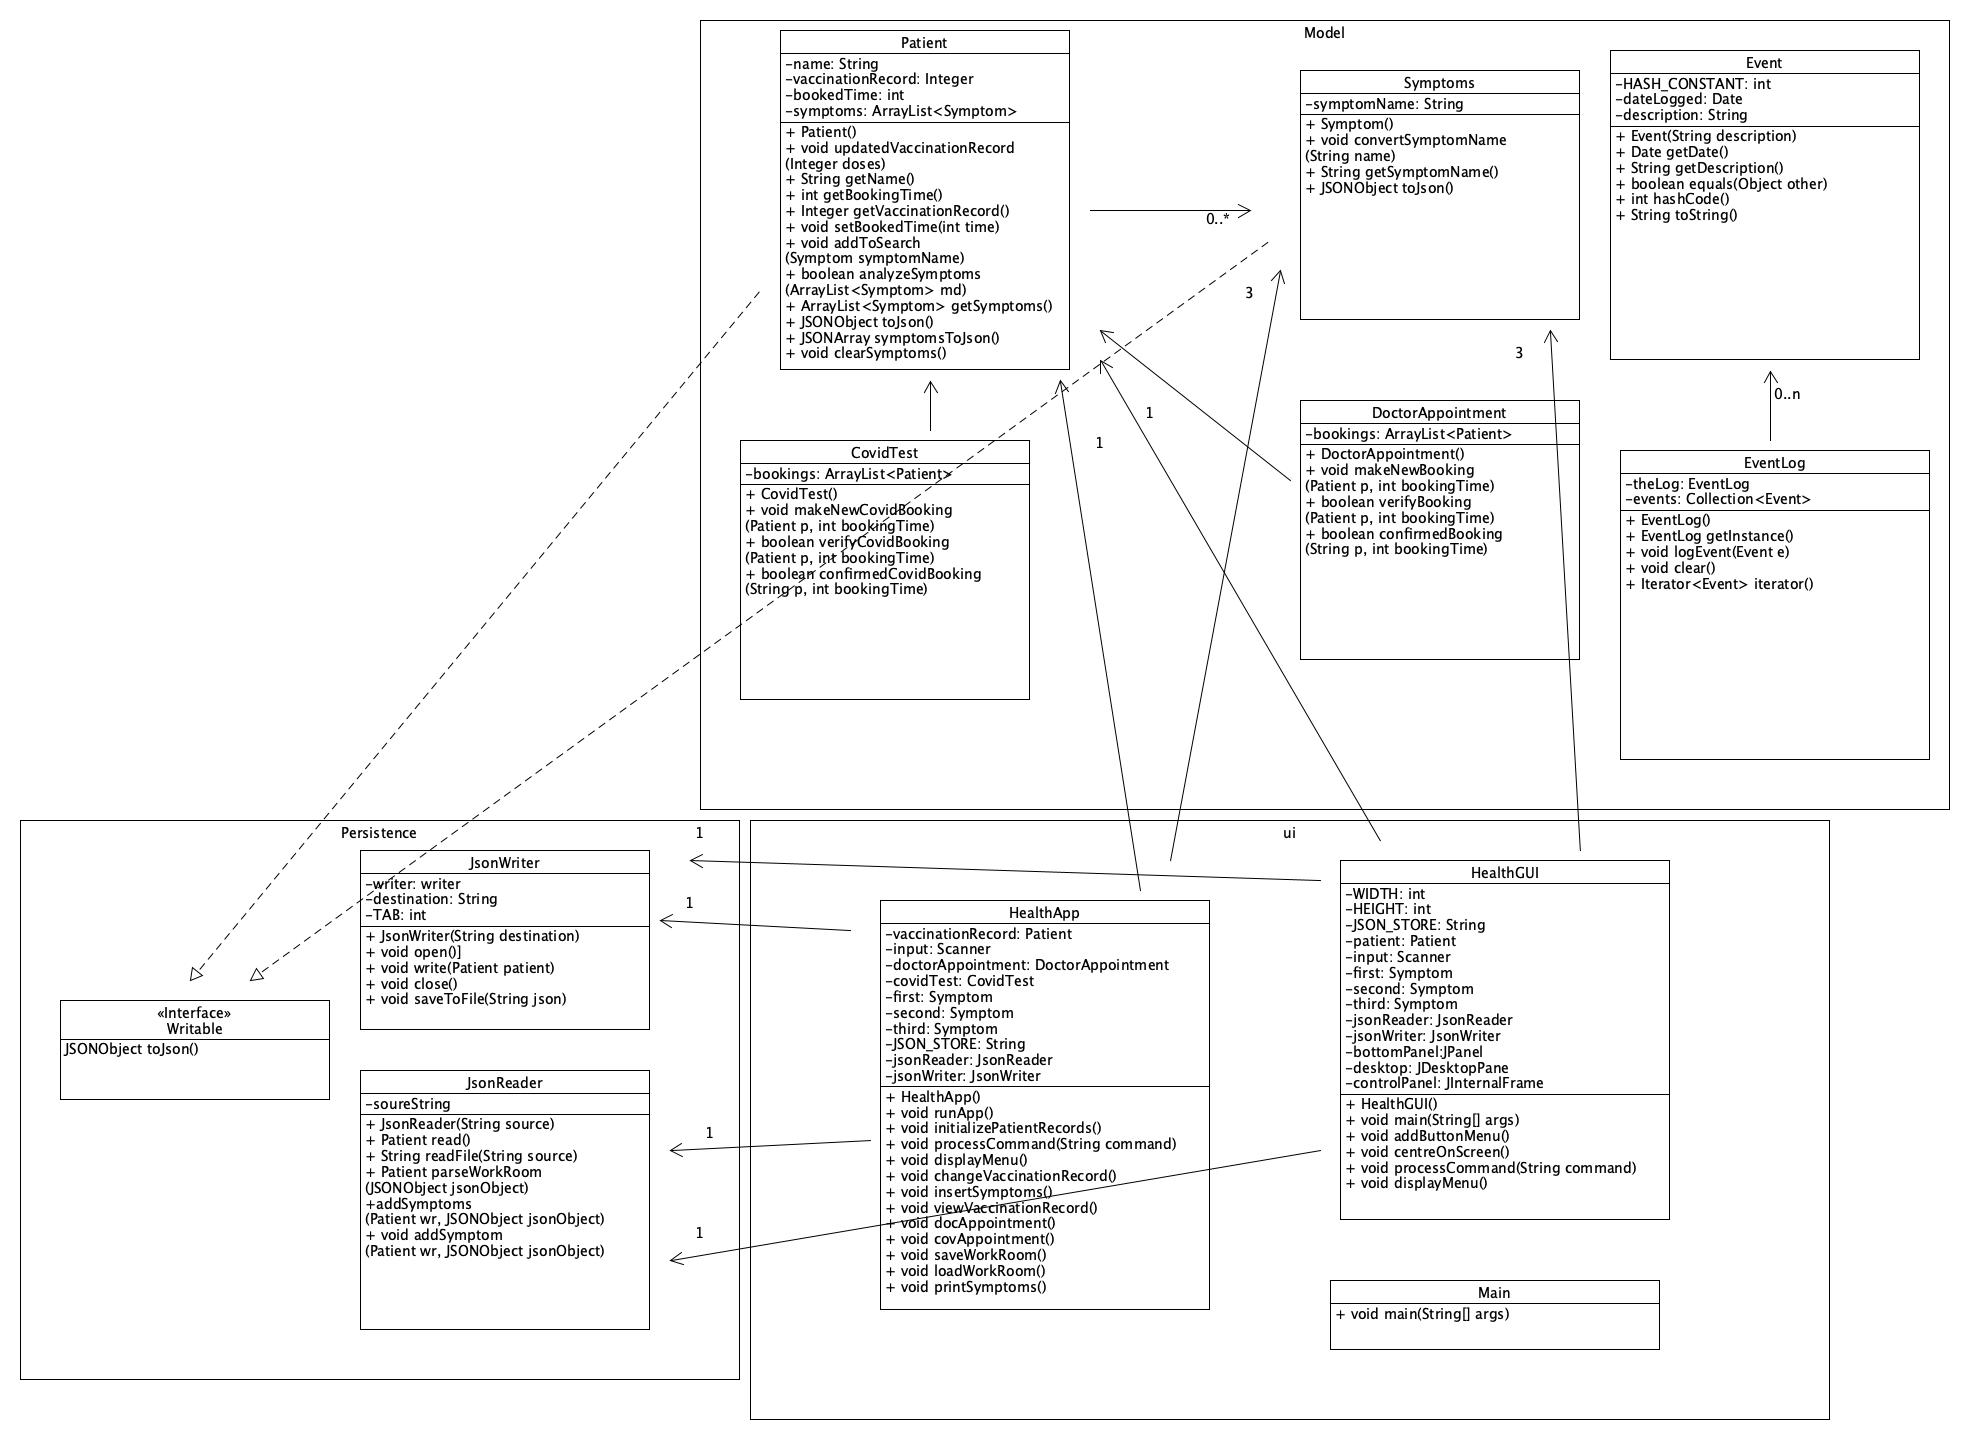 Model
Patient
-name: String
-vaccinationRecord: Integer
-bookedTime: int
-symptoms: ArrayList<Symptom>
+ Patient()
+ void updatedVaccinationRecord
(Integer doses)
+ String getName()
+ int getBookingTime()
+ Integer getVaccinationRecord()
+ void setBookedTime(int time)
+ void addToSearch
(Symptom symptomName)
+ boolean analyzeSymptoms
(ArrayList<Symptom> md)
+ ArrayList<Symptom> getSymptoms()
+ JSONObject toJson()
+ JSONArray symptomsToJson()
+ void clearSymptoms()
Symptoms
-symptomName: String
+ Symptom()
+ void convertSymptomName
(String name)
+ String getSymptomName()
+ JSONObject toJson()
Event
-HASH_CONSTANT: int
-dateLogged: Date
-description: String
+ Event(String description)
+ Date getDate()
+ String getDescription()
+ boolean equals(Object other)
+ int hashCode()
+ String toString()
0..*
3
3
1
1
0..n
CovidTest
-bookings: ArrayList<Patient>
+ CovidTest()
+ void makeNewCovidBooking
(Patient p, int bookingTime)
+ boolean verifyCovidBooking
(Patient p, int bookingTime)
+ boolean confirmedCovidBooking
(String p, int bookingTime)
DoctorAppointment
-bookings: ArrayList<Patient>
+ DoctorAppointment()
+ void makeNewBooking
(Patient p, int bookingTime)
+ boolean verifyBooking
(Patient p, int bookingTime)
+ boolean confirmedBooking
(String p, int bookingTime)
EventLog
-theLog: EventLog
-events: Collection<Event>
+ EventLog()
+ EventLog getInstance()
+ void logEvent(Event e)
+ void clear()
+ Iterator<Event> iterator()
Persistence
1
JsonWriter
-writer: writer
-destination: String
-TAB: int
+ JsonWriter(String destination)
+ void open()]
+ void write(Patient patient)
+ void close()
+ void saveToFile(String json)
1
«Interface»
Writable
JSONObject toJson()
JsonReader
-soureString
+ JsonReader(String source)
+ Patient read()
+ String readFile(String source)
+ Patient parseWorkRoom
(JSONObject jsonObject)
+addSymptoms
(Patient wr, JSONObject jsonObject)
+ void addSymptom
(Patient wr, JSONObject jsonObject)
1
1
ui
HealthApp
-vaccinationRecord: Patient
-input: Scanner
-doctorAppointment: DoctorAppointment
-covidTest: CovidTest
-first: Symptom
-second: Symptom
-third: Symptom
-JSON_STORE: String
-jsonReader: JsonReader
-jsonWriter: JsonWriter
+ HealthApp()
+ void runApp()
+ void initializePatientRecords()
+ void processCommand(String command)
+ void displayMenu()
+ void changeVaccinationRecord()
+ void insertSymptoms()
+ void viewVaccinationRecord()
+ void docAppointment()
+ void covAppointment()
+ void saveWorkRoom()
+ void loadWorkRoom()
+ void printSymptoms()
HealthGUI
-WIDTH: int
-HEIGHT: int
-JSON_STORE: String
-patient: Patient
-input: Scanner
-first: Symptom
-second: Symptom
-third: Symptom
-jsonReader: JsonReader
-jsonWriter: JsonWriter
-bottomPanel:JPanel
-desktop: JDesktopPane
-controlPanel: JInternalFrame
+ HealthGUI()
+ void main(String[] args)
+ void addButtonMenu()
+ void centreOnScreen()
+ void processCommand(String command)
+ void displayMenu()
Main
+ void main(String[] args)